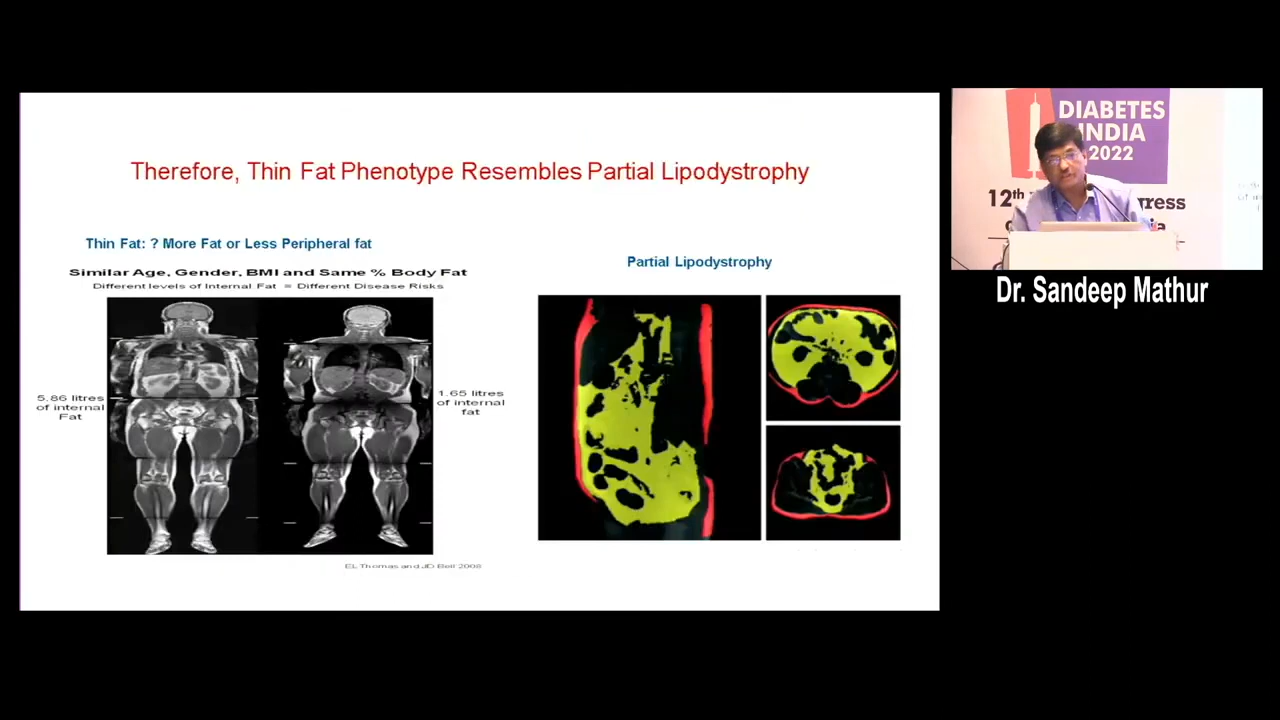 Therefore, Thin Fat Phenotype Resembles Partial Lipodystrophy
Thin Fat: ? More Fat or Less Peripheral fat
Similar Age, Gender, BMI and Same % Body Fat
Different levels of Internal Fat = Different Disease Risks
5.86 litres
of internal
Fat
1.65 litres
of internal
fat
EL Thomas and JD Bell 2008
Partial Lipodystrophy
DIABETES
INDIA
2022
12th
Dr. Sandeep Mathur